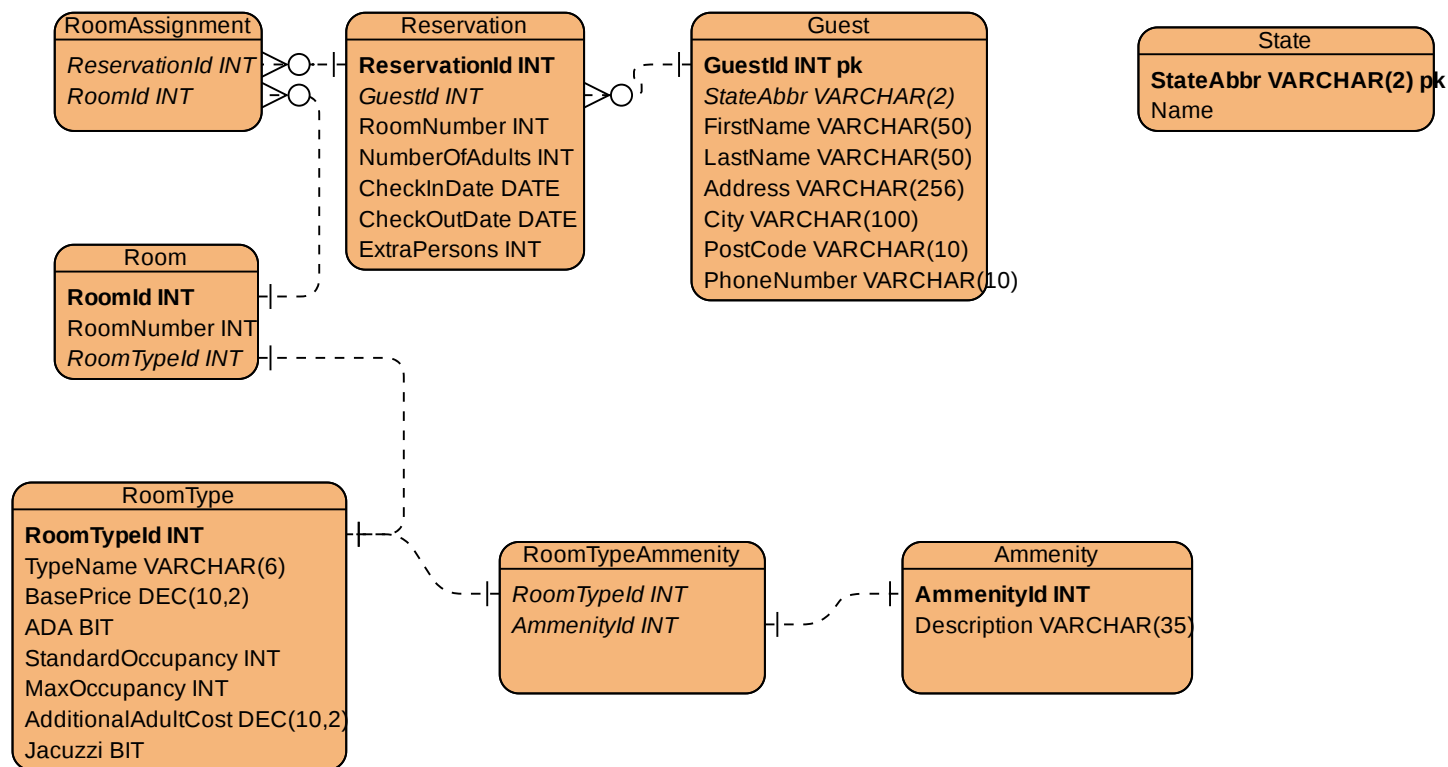 RoomAssignment
ReservationId INT
RoomId INT
Reservation
ReservationId INT
GuestId INT
RoomNumber INT
NumberOfAdults INT
CheckInDate DATE
CheckOutDate DATE
ExtraPersons INT
Guest
GuestId INT pk
StateAbbr VARCHAR(2)
FirstName VARCHAR(50)
LastName VARCHAR(50)
Address VARCHAR(256)
City VARCHAR(100)
PostCode VARCHAR(10)
PhoneNumber VARCHAR(10)
State
StateAbbr VARCHAR(2) pk
Name
Room
RoomId INT
RoomNumber INT
RoomTypeId INT
RoomType
RoomTypeId INT
TypeName VARCHAR(6)
BasePrice DEC(10,2)
ADA BIT
StandardOccupancy INT
MaxOccupancy INT
AdditionalAdultCost DEC(10,2)
Jacuzzi BIT
RoomTypeAmmenity
RoomTypeId INT
AmmenityId INT
Ammenity
AmmenityId INT
Description VARCHAR(35)